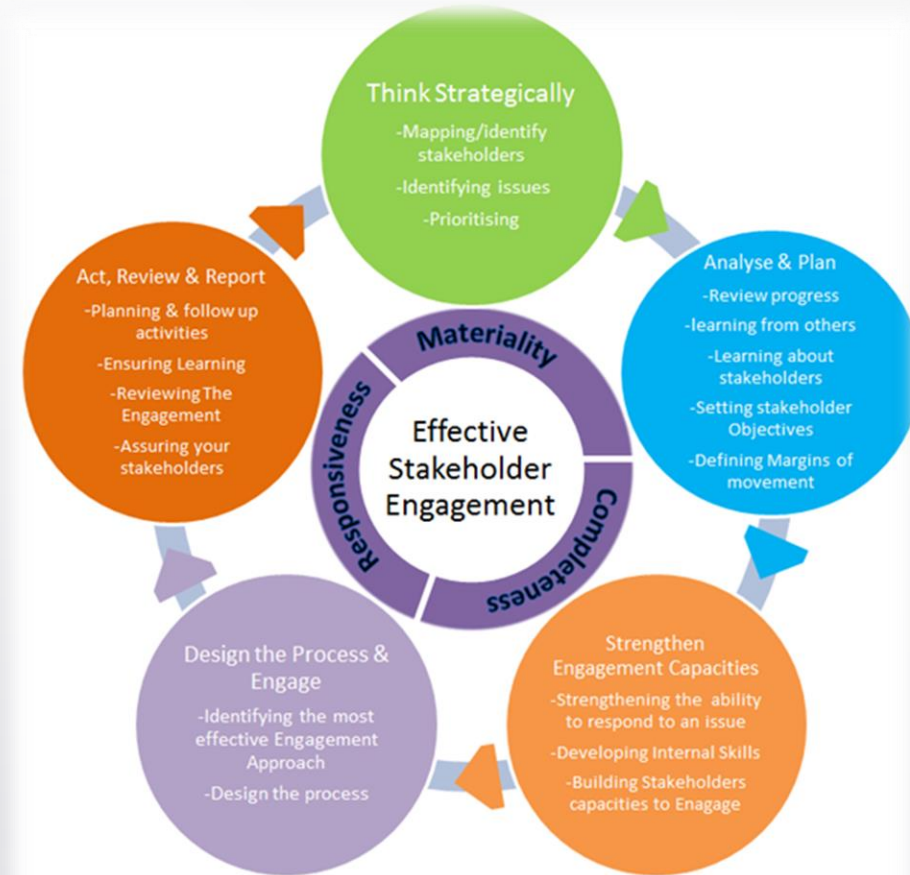 Think Strategically
-Mapping/identify
stakeholders
-Identifying issues
-Prioritising
Analyse & Plan
-Review progress
-learning from others
-Learning about
stakeholders
-Setting stakeholder
Objectives
-Defining Margins of
movement
Strengthen
Engagement Capacities
-Strengthening the ability
to respond to an issue
-Developing Internal Skills
-Building Stakeholders
capacities to Enagage
Design the Process &
Engage
-Identifying the most
effective Engagement
Approach
-Design the process
Act, Review & Report
-Planning & follow up
activities
-Ensuring Learning
-Reviewing The
Engagement
-Assuring your
stakeholders
Materiality
Completeness
Responsiveness
Effective
Stakeholder
Engagement